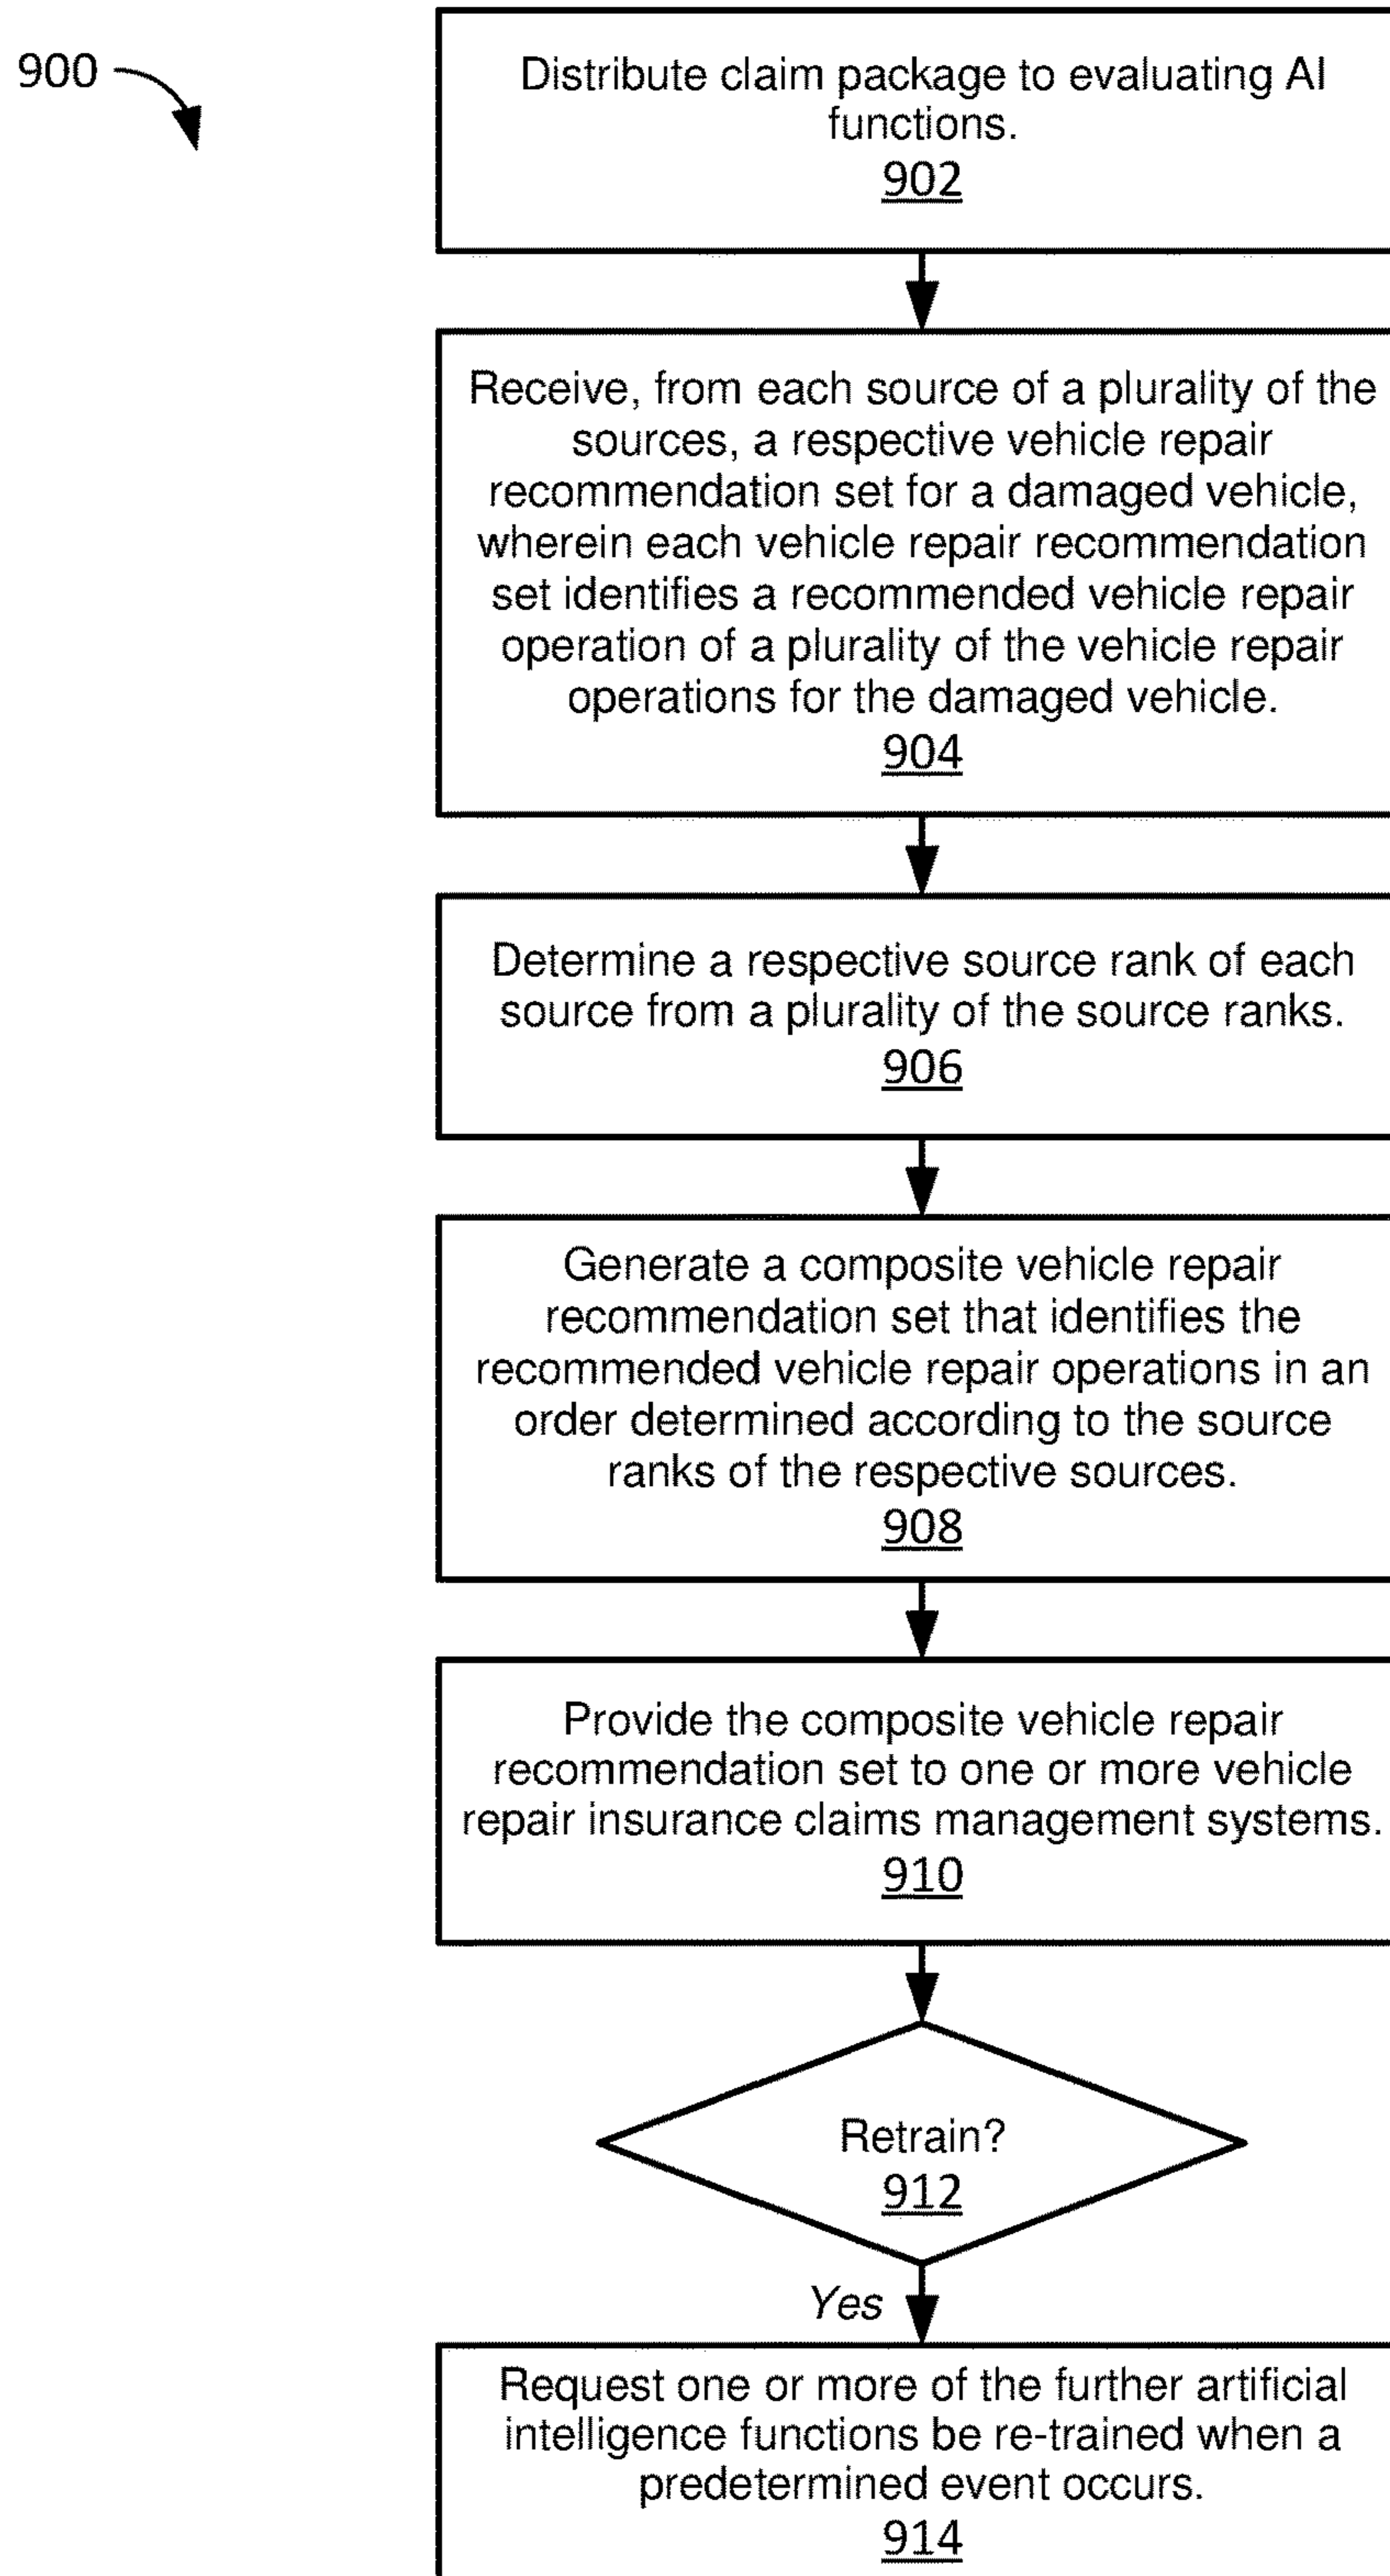 900
Distribute claim package to evaluating AI
functions.
902
Receive, from each source of a plurality of the
sources, a respective vehicle repair
recommendation set for a damaged vehicle,
wherein each vehicle repair recommendation
set identifies a recommended vehicle repair
operation of a plurality of the vehicle repair
operations for the damaged vehicle.
904
Determine a respective source rank of each
source from a plurality of the source ranks.
906
Generate a composite vehicle repair
recommendation set that identifies the
recommended vehicle repair operations in an
order determined according to the source
ranks of the respective sources.
908
Provide the composite vehicle repair
recommendation set to one or more vehicle
repair insurance claims management systems.
910
Retrain?
912
Yes
Request one or more of the further artificial
intelligence functions be re-trained when a
predetermined event occurs.
914